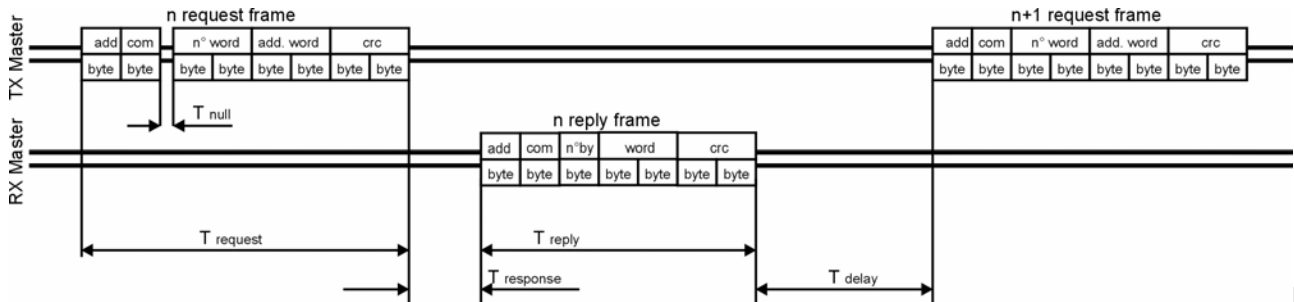 n request frame
n+1 request frame
TX Master
add com n° word add. word crc
add com n° word add. word crc
byte byte byte byte byte byte byte byte
byte byte byte byte byte byte byte byte
T null
n reply frame
RX Master
add com n°by word crc
byte byte byte byte byte byte byte
T request
T reply
T response
T delay